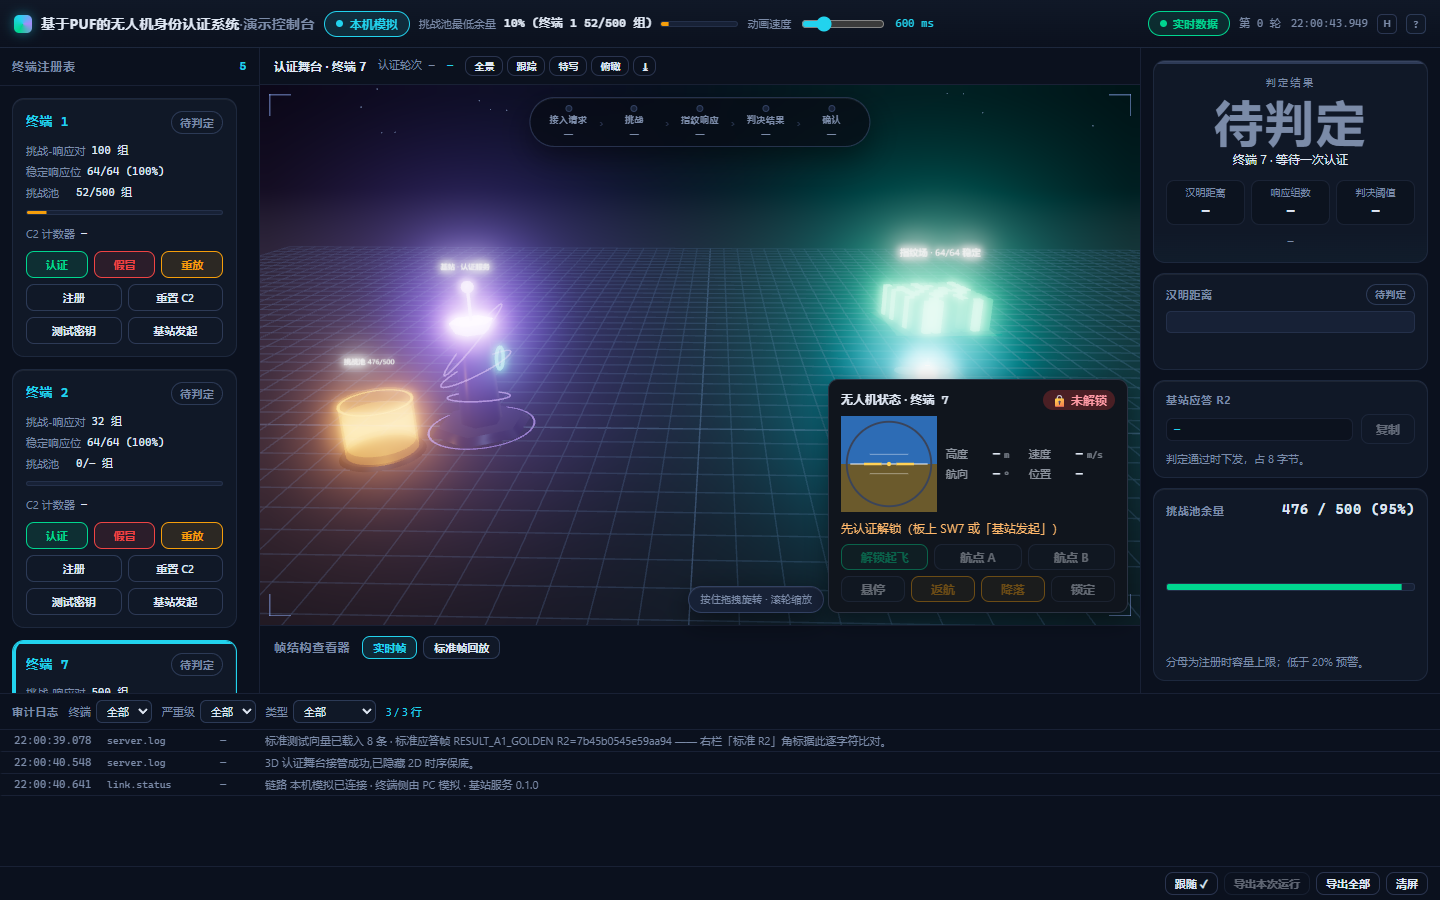 基于PUF的无人机身份认证系统·演示控制台
本机模拟
挑战池最低余量 10% (终端 1 52/500 组)
动画速度 600 ms
实时数据
第 0 轮 22:00:43.949
H
?
终端注册表 5
终端 1
待判定
挑战-响应对 100 组
稳定响应位 64/64 (100%)
挑战池 52/500 组
C2 计数器 —
认证 假冒 重放
注册 重置 C2
测试密钥 基站发起
终端 2
待判定
挑战-响应对 32 组
稳定响应位 64/64 (100%)
挑战池 0/— 组
C2 计数器 —
认证 假冒 重放
注册 重置 C2
测试密钥 基站发起
终端 7
待判定
挑战-响应对 500 组
认证舞台 · 终端 7
认证轮次 — —
全景 跟踪 特写 俯瞰
接入请求 › 挑战 › 指纹响应 › 判决结果 › 确认
— — — — —
64/64
挑战池 476/500
无人机状态 · 终端 7
🔒 未解锁
高度 — m 速度 — m/s
航向 — ° 位置 —
先认证解锁（板上 SW7 或「基站发起」）
解锁起飞 航点 A 航点 B
悬停 返航 降落 锁定
按住拖拽旋转 · 滚轮缩放
帧结构查看器 实时帧 标准帧回放
判定结果
待判定
终端 7 · 等待一次认证
汉明距离 响应组数 判决阈值
— — —
—
汉明距离
待判定
基站应答 R2
—
复制
判定通过时下发，占 8 字节。
挑战池余量 476 / 500 (95%)
分母为注册时容量上限；低于 20% 预警。
审计日志 终端 全部 严重级 全部 类型 全部 3 / 3 行
22:00:39.078 server.log — 标准测试向量已载入 8 条 · 标准应答帧 RESULT_A1_GOLDEN R2=7b45b0545e59aa94 —— 右栏「标准 R2」角标据此逐字符比对。
22:00:40.548 server.log — 3D 认证舞台接管成功,已隐藏 2D 时序保底。
22:00:40.641 link.status — 链路 本机模拟已连接 · 终端侧由 PC 模拟 · 基站服务 0.1.0
跟随 ✓ 导出本次运行 导出全部 清屏